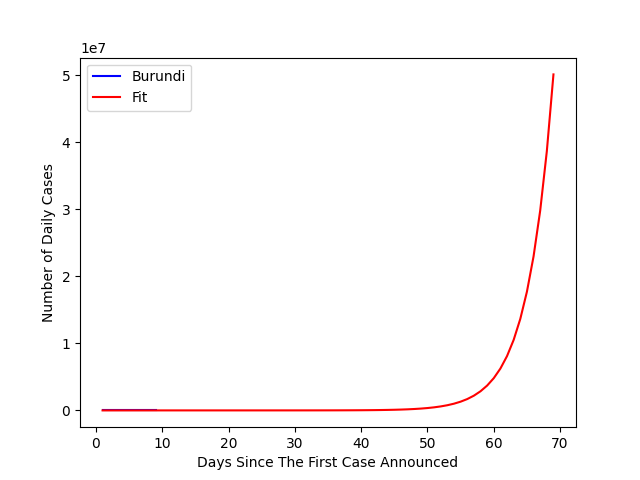 1e7
Burundi
Fit
5
4
3
2
1
0
Number of Daily Cases
0 10 20 30 40 50 60 70
Days Since The First Case Announced